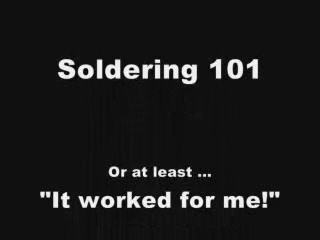 Soldering 101
Or at least ...
"It worked for me!"